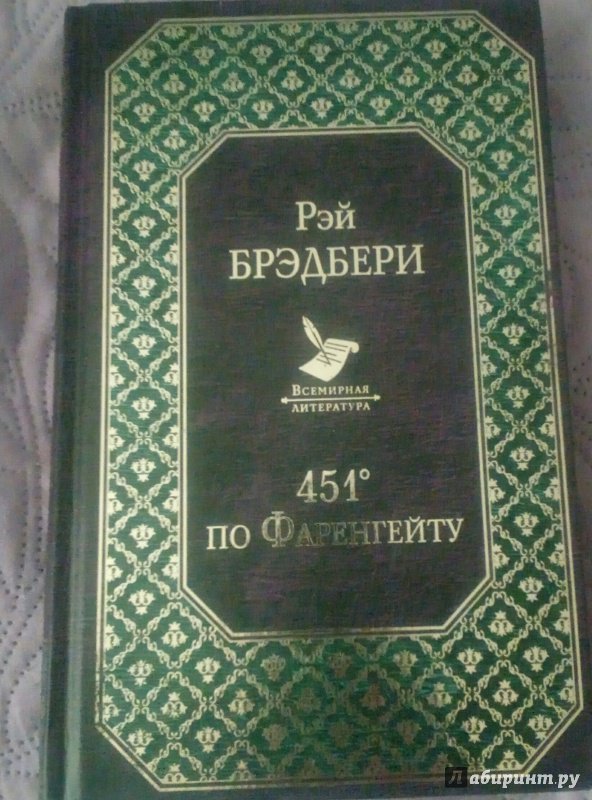 Рэй
БРЭДБЕРИ
Всемирная
литература
451°
по Фаренгейту
Лабиринт.ру